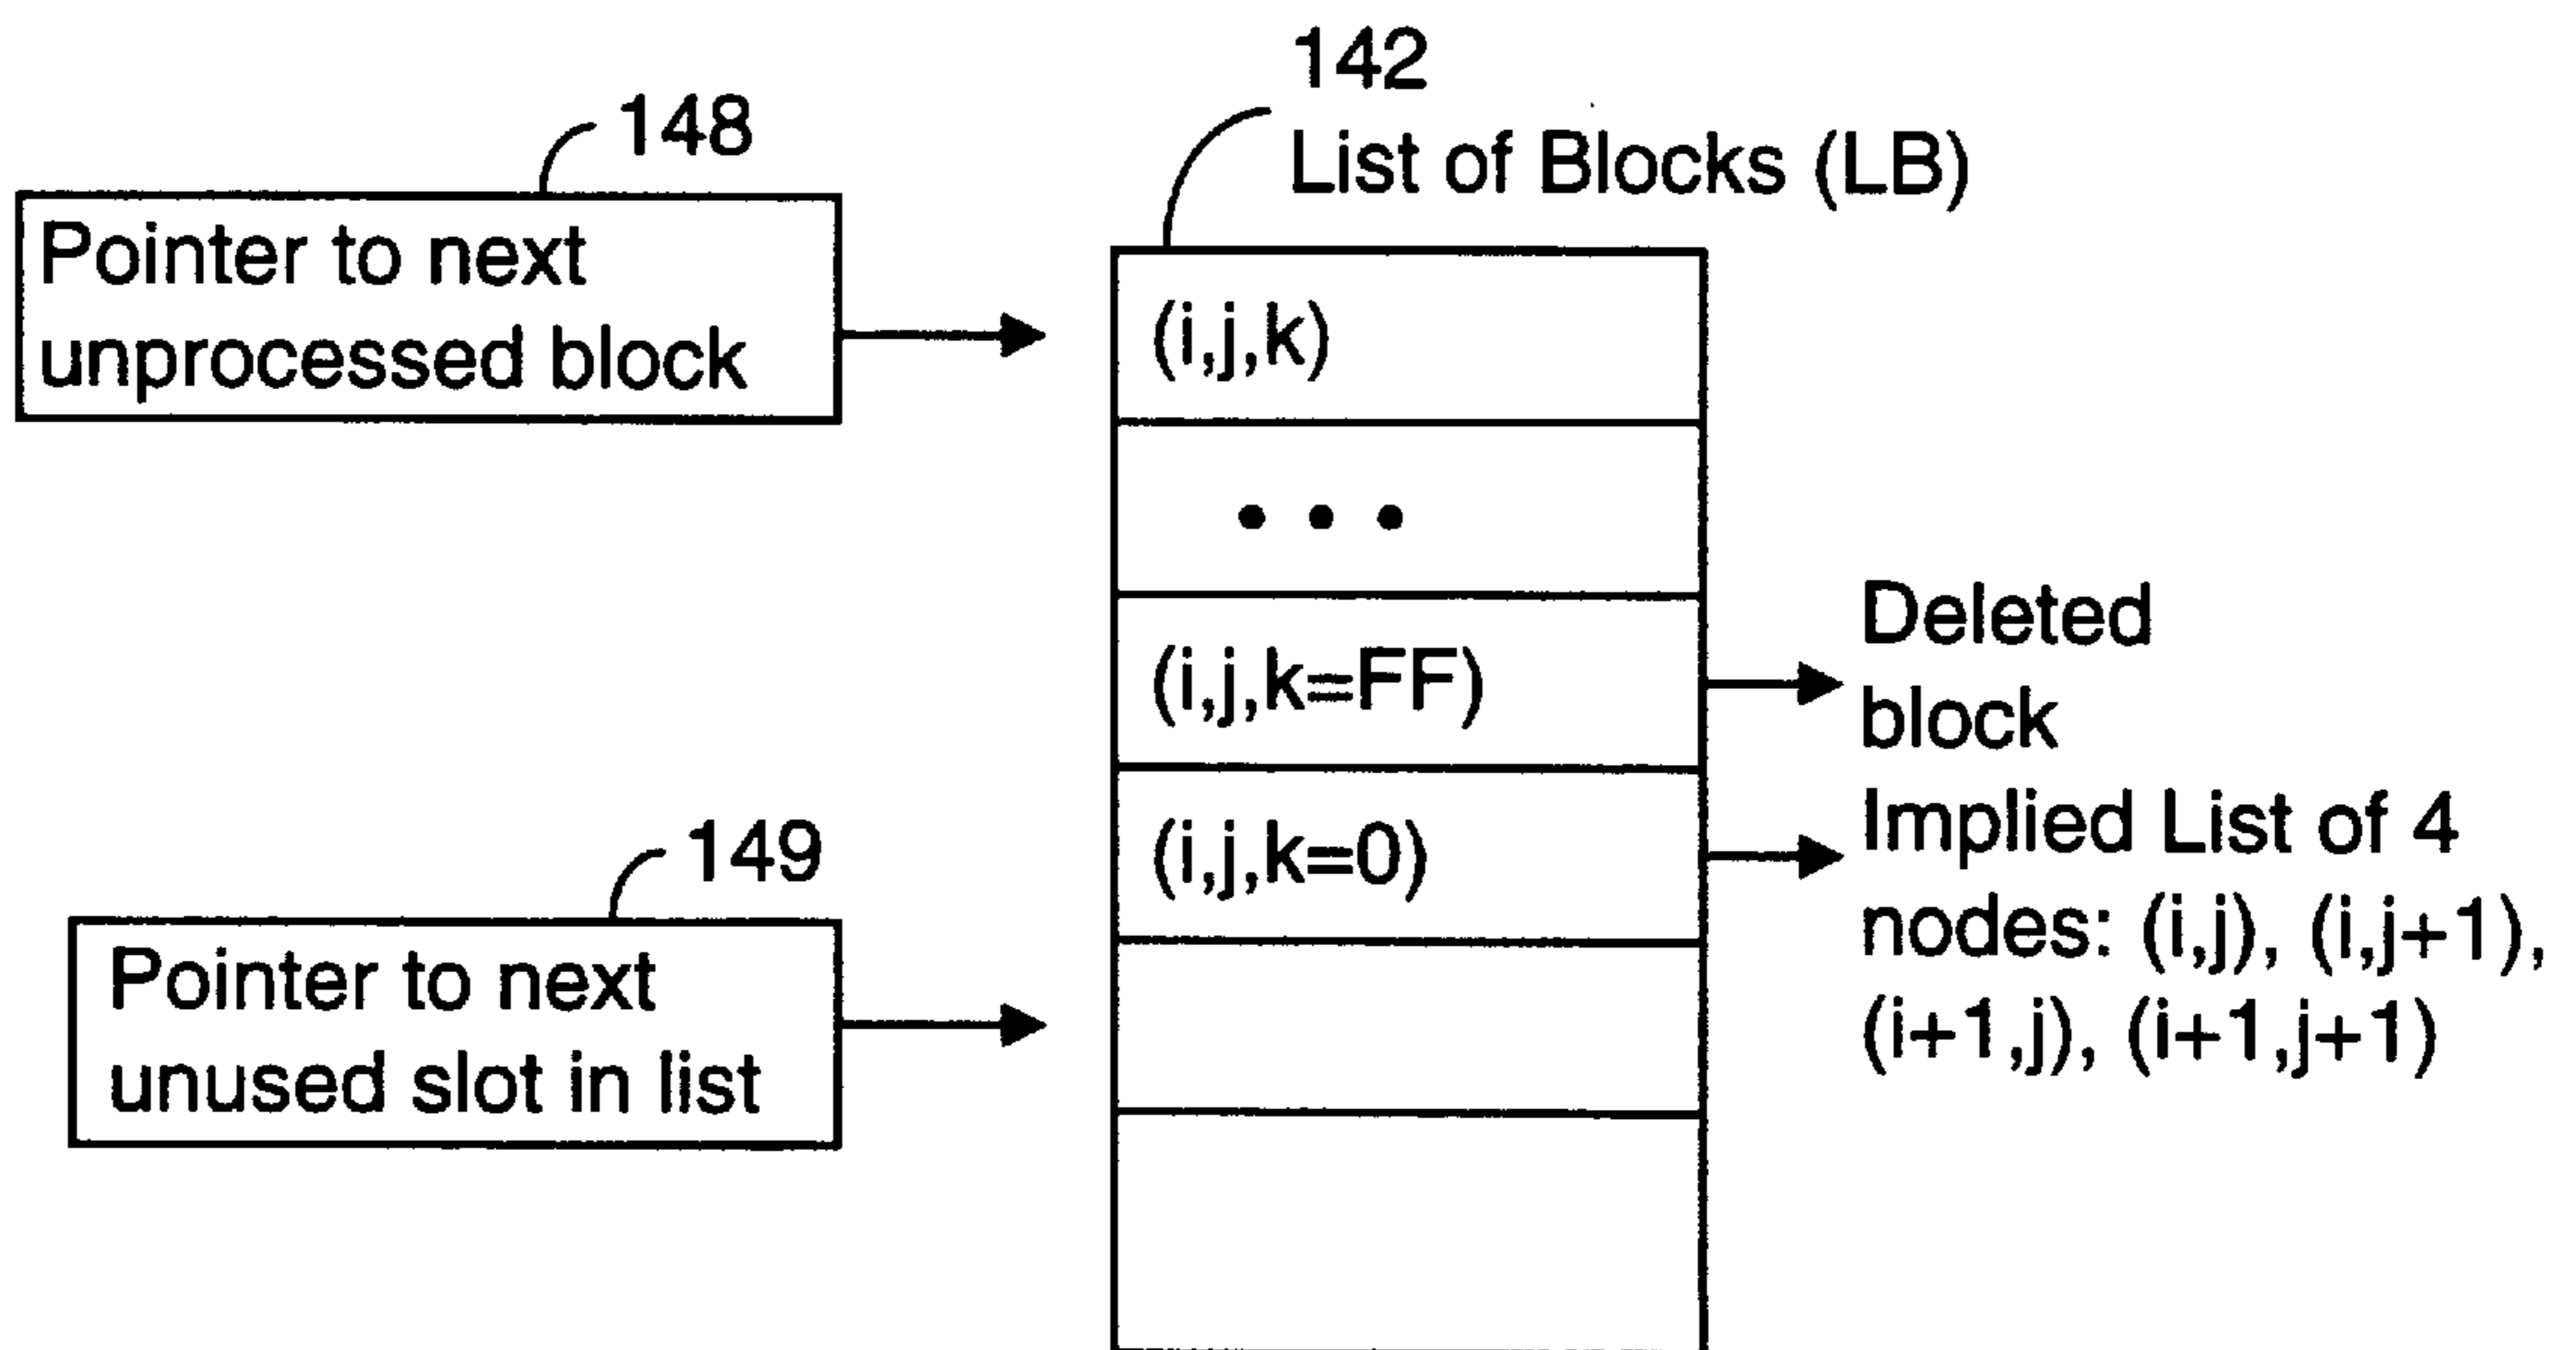 142
148
List of Blocks (LB)
Pointer to next
unprocessed block
(i,j,k)
• • •
Deleted
(i,j,k=FF)
block
149
(i,j,k=0)
Implied List of 4
nodes: (i,j), (i,j+1),
(i+1,j), (i+1,j+1)
Pointer to next
unused slot in list